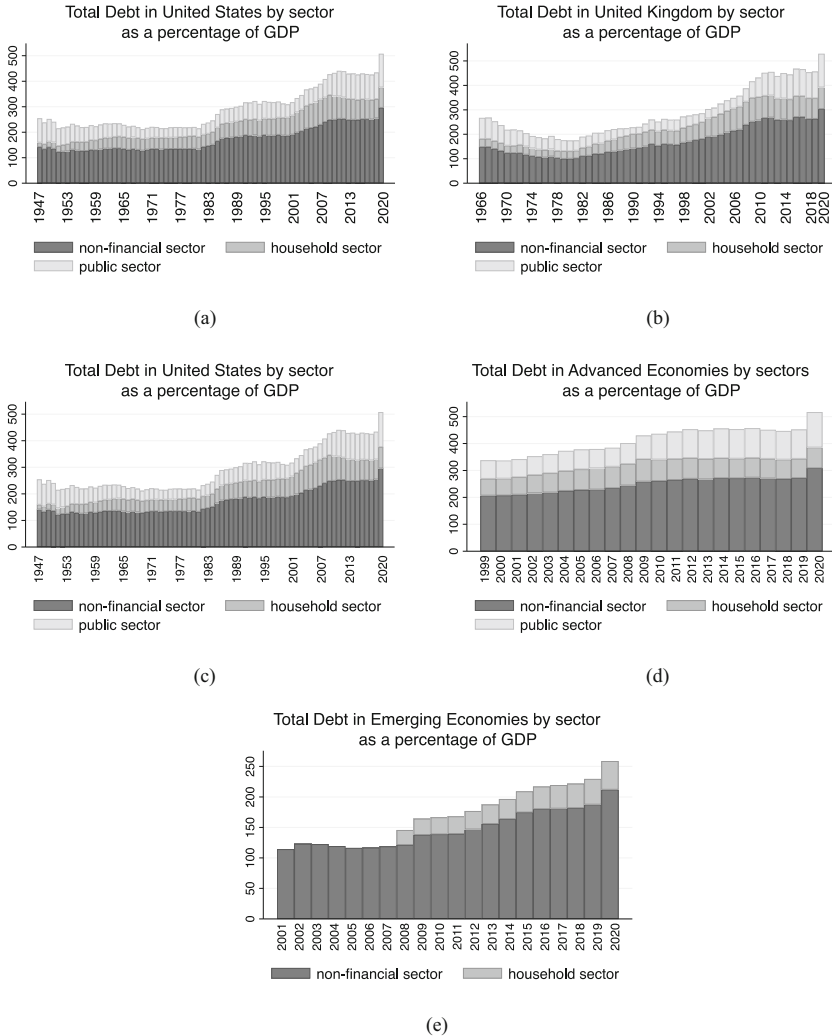 Total Debt in United States by sector
as a percentage of GDP
0 100 200 300 400 500
1947 1953 1959 1965 1971 1977 1983 1989 1995 2001 2007 2013 2020
non-financial sector household sector
public sector
(a)
Total Debt in United Kingdom by sector
as a percentage of GDP
0 100 200 300 400 500
1966 1970 1974 1978 1982 1986 1990 1994 1998 2002 2006 2010 2014 2018 2020
non-financial sector household sector
public sector
(b)
Total Debt in United States by sector
as a percentage of GDP
0 100 200 300 400 500
1947 1953 1959 1965 1971 1977 1983 1989 1995 2001 2007 2013 2020
non-financial sector household sector
public sector
(c)
Total Debt in Advanced Economies by sectors
as a percentage of GDP
0 100 200 300 400 500
1999 2000 2001 2002 2003 2004 2005 2006 2007 2008 2009 2010 2011 2012 2013 2014 2015 2016 2017 2018 2019 2020
non-financial sector household sector
public sector
(d)
Total Debt in Emerging Economies by sector
as a percentage of GDP
0 50 100 150 200 250
2001 2002 2003 2004 2005 2006 2007 2008 2009 2010 2011 2012 2013 2014 2015 2016 2017 2018 2019 2020
non-financial sector household sector
(e)